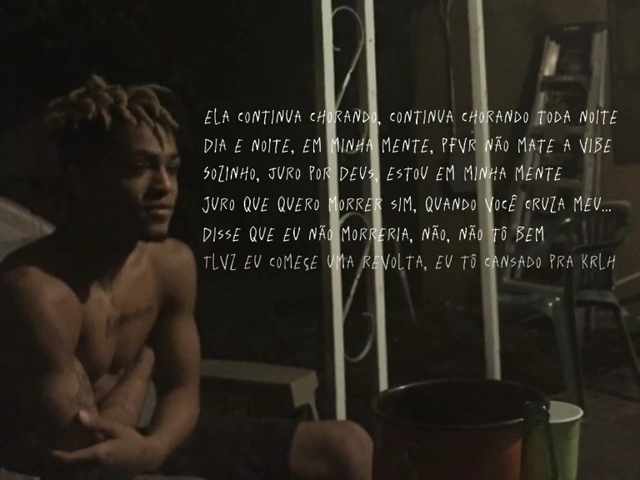 ELA CONTINUA CHORANDO, CONTINUA CHORANDO TODA NOITE
DIA E NOITE, EM MINHA MENTE, PFVR NÃO MATE A VIBE
SOZINHO, JURO POR DEUS, ESTOU EM MINHA MENTE
JURO QUE QUERO MORRER SIM, QUANDO VOCÊ CRUZA MEU...
DISSE QUE EU NÃO MORRERIA, NÃO, NÃO TÔ BEM
TLVZ EU COMEÇE UMA REVOLTA, EU TÔ CANSADO PRA KRLH